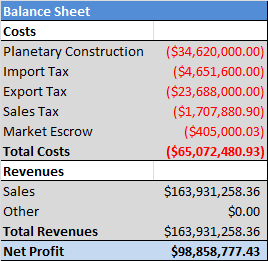 Balance Sheet
Costs
Planetary Construction ($34,620,000.00)
Import Tax ($4,651,600.00)
Export Tax ($23,688,000.00)
Sales Tax ($1,707,880.90)
Market Escrow ($405,000.03)
Total Costs ($65,072,480.93)
Revenues
Sales $163,931,258.36
Other $0.00
Total Revenues $163,931,258.36
Net Profit $98,858,777.43